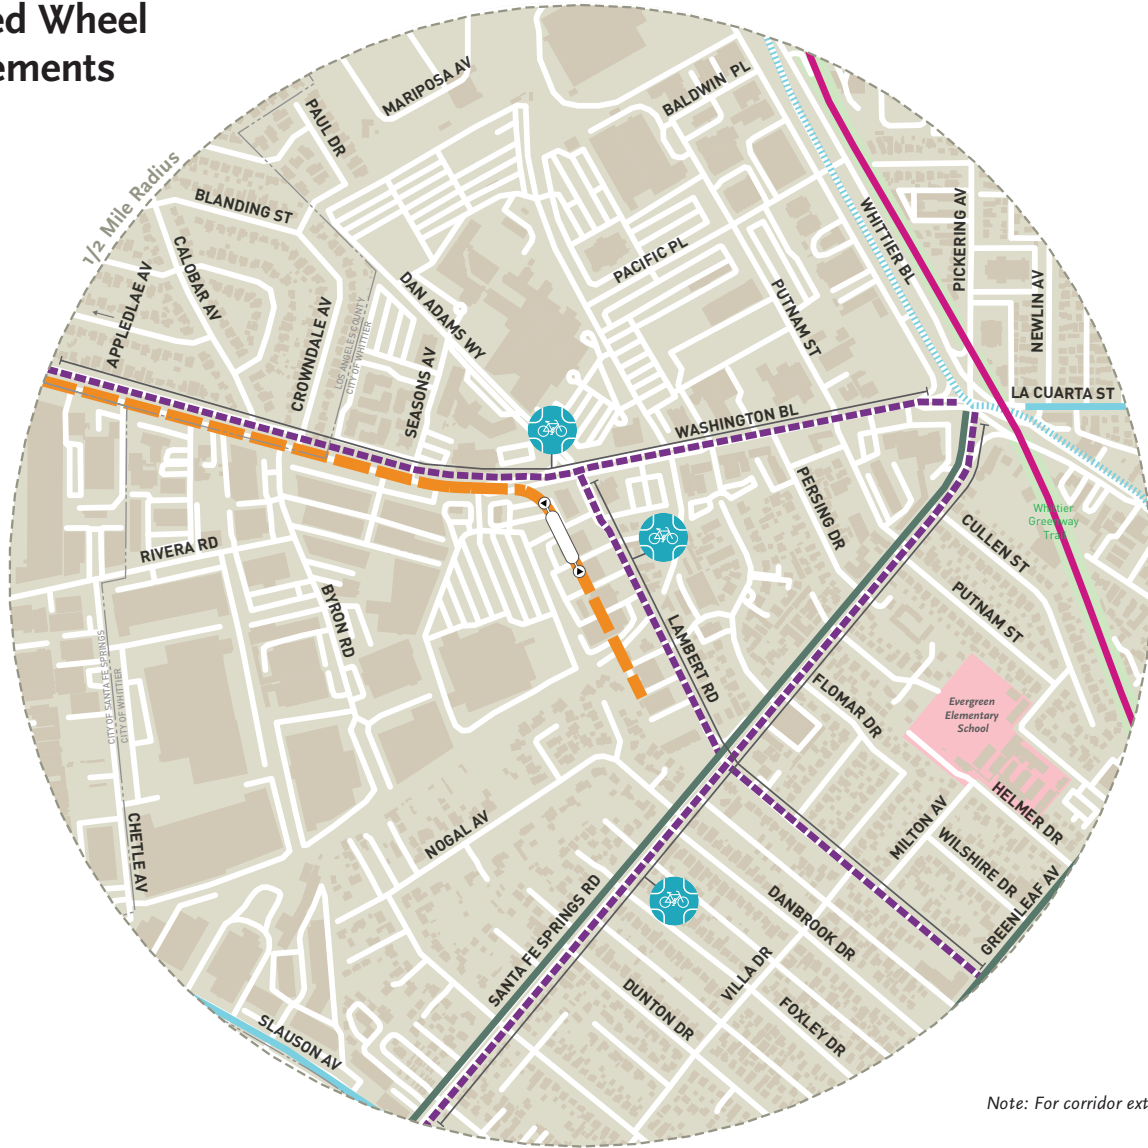 ed Wheel
ements
1/2 Mile Radius
MARIPOSA AV
BALDWIN PL
PAUL DR
BLANDING ST
CALOBAR AV
APPLEDLAE AV
CROWNDALE AV
LOS ANGELES COUNTY
CITY OF WHITTIER
DAN ADAMS WY
SEASONS AV
PACIFIC PL
PUTNAM ST
WHITTIER BL
PICKERING AV
NEWLIN AV
LA CUARTA ST
WASHINGTON BL
PERSING DR
Whittier
Greenway
Trail
CULLEN ST
PUTNAM ST
RIVERA RD
BYRON RD
LAMBERT RD
CITY OF SANTA FE SPRINGS
CITY OF WHITTIER
FLOMAR DR
Evergreen
Elementary
School
HELMER DR
MILTON AV
WILSHIRE DR
GREENLEAF AV
CHETLE AV
NOGAL AV
SANTA FE SPRINGS RD
DANBROOK DR
VILLA DR
DUNTON DR
FOXLEY DR
SLAUSON AV
Note: For corridor ext